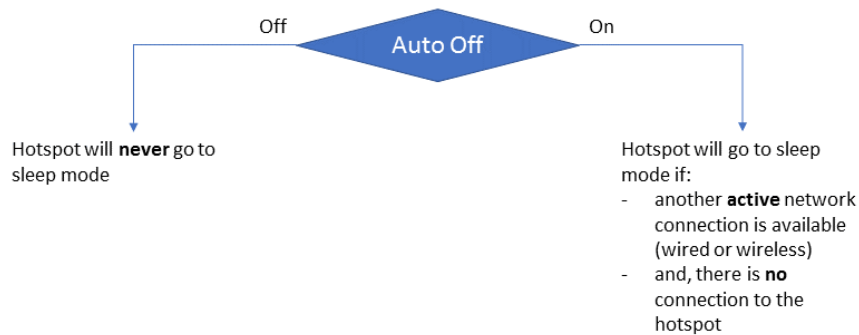 Off
Auto Off
On
Hotspot will never go to
sleep mode
Hotspot will go to sleep
mode if:
- another active network
connection is available
(wired or wireless)
- and, there is no
connection to the
hotspot